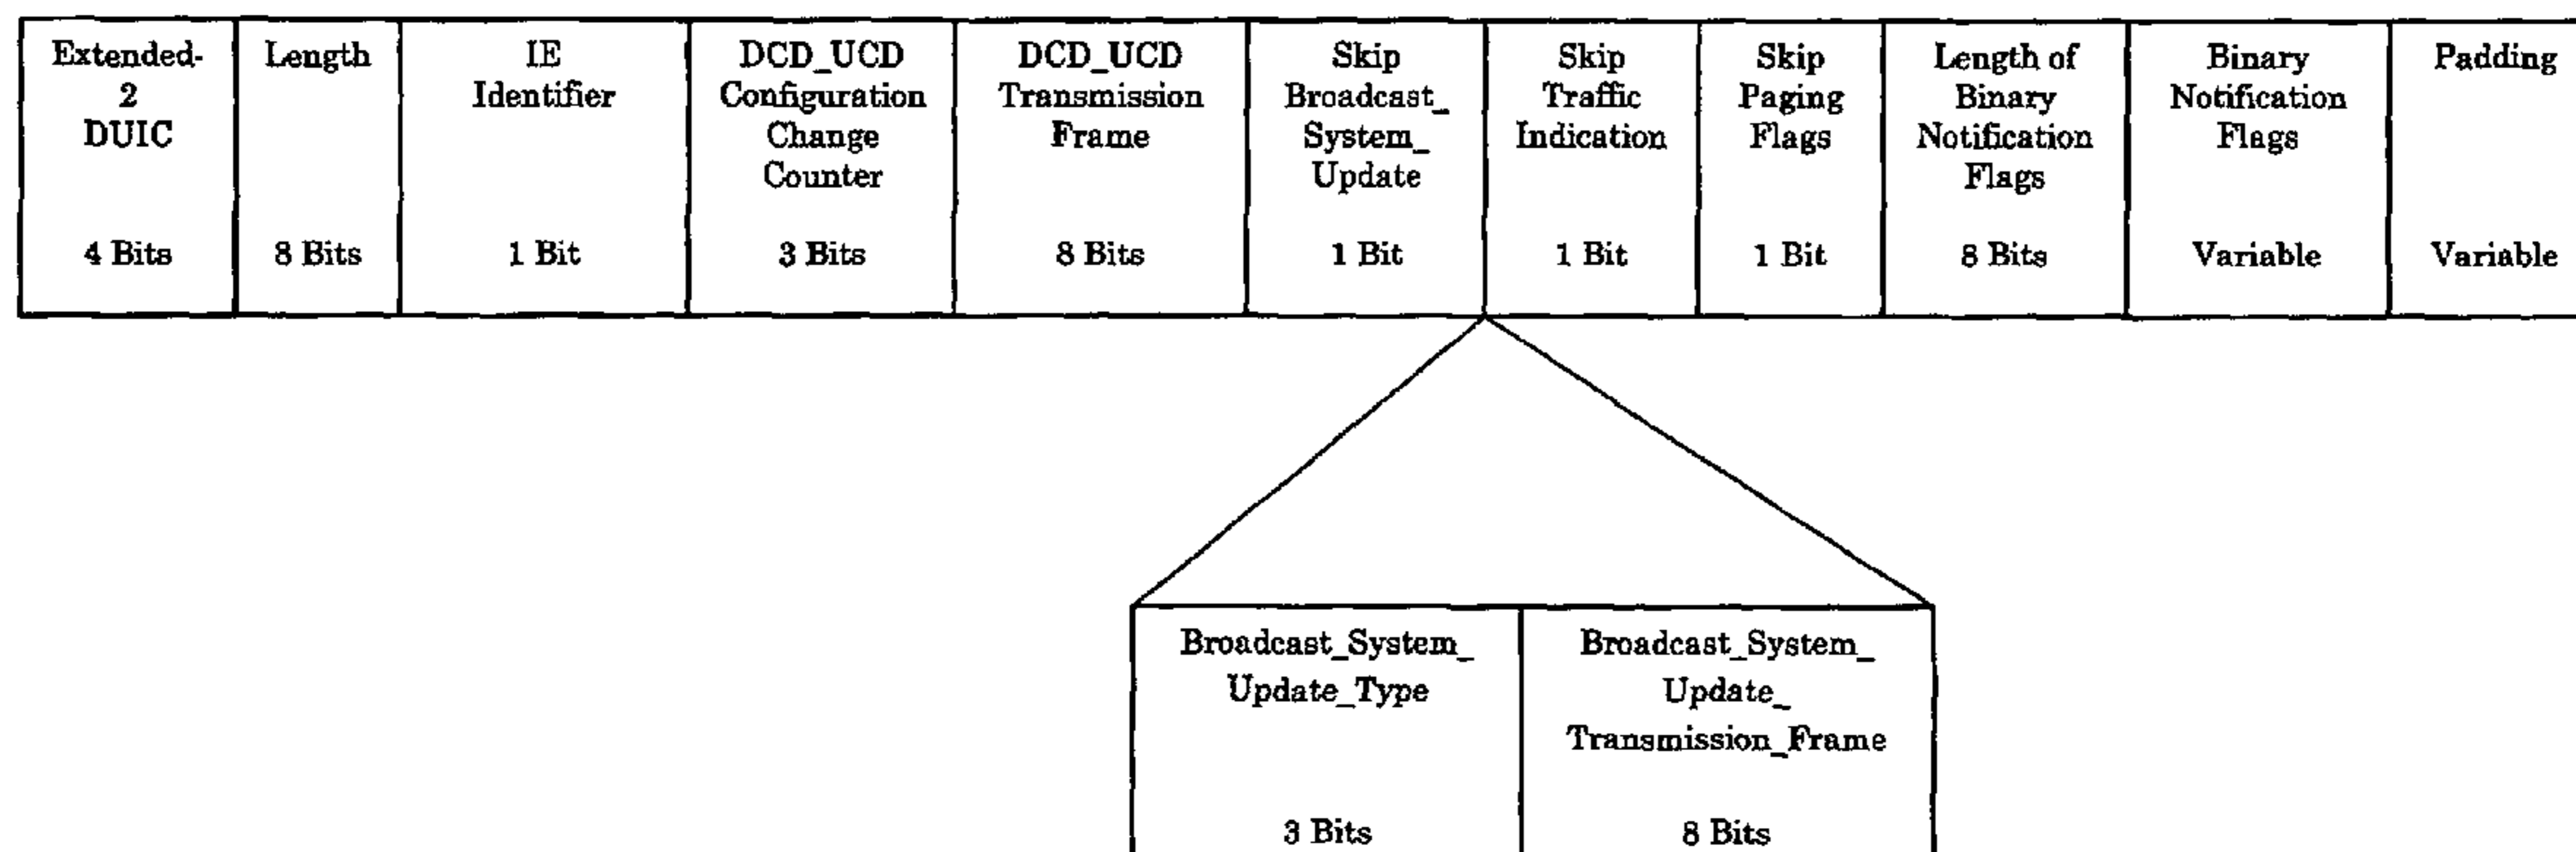 Extended-
2
DUIC
4 Bits
Length
8 Bits
IE
Identifier
1 Bit
DCD_UCD
Configuration
Change
Counter
3 Bits
DCD_UCD
Transmission
Frame
8 Bits
Skip
Broadcast_
System_
Update
1 Bit
Skip
Traffic
Indication
1 Bit
Skip
Paging
Flags
1 Bit
Length of
Binary
Notification
Flags
8 Bits
Binary
Notification
Flags
Variable
Padding
Variable
Broadcast_System_
Update_Type
3 Bits
Broadcast_System_
Update_
Transmission_Frame
8 Bits